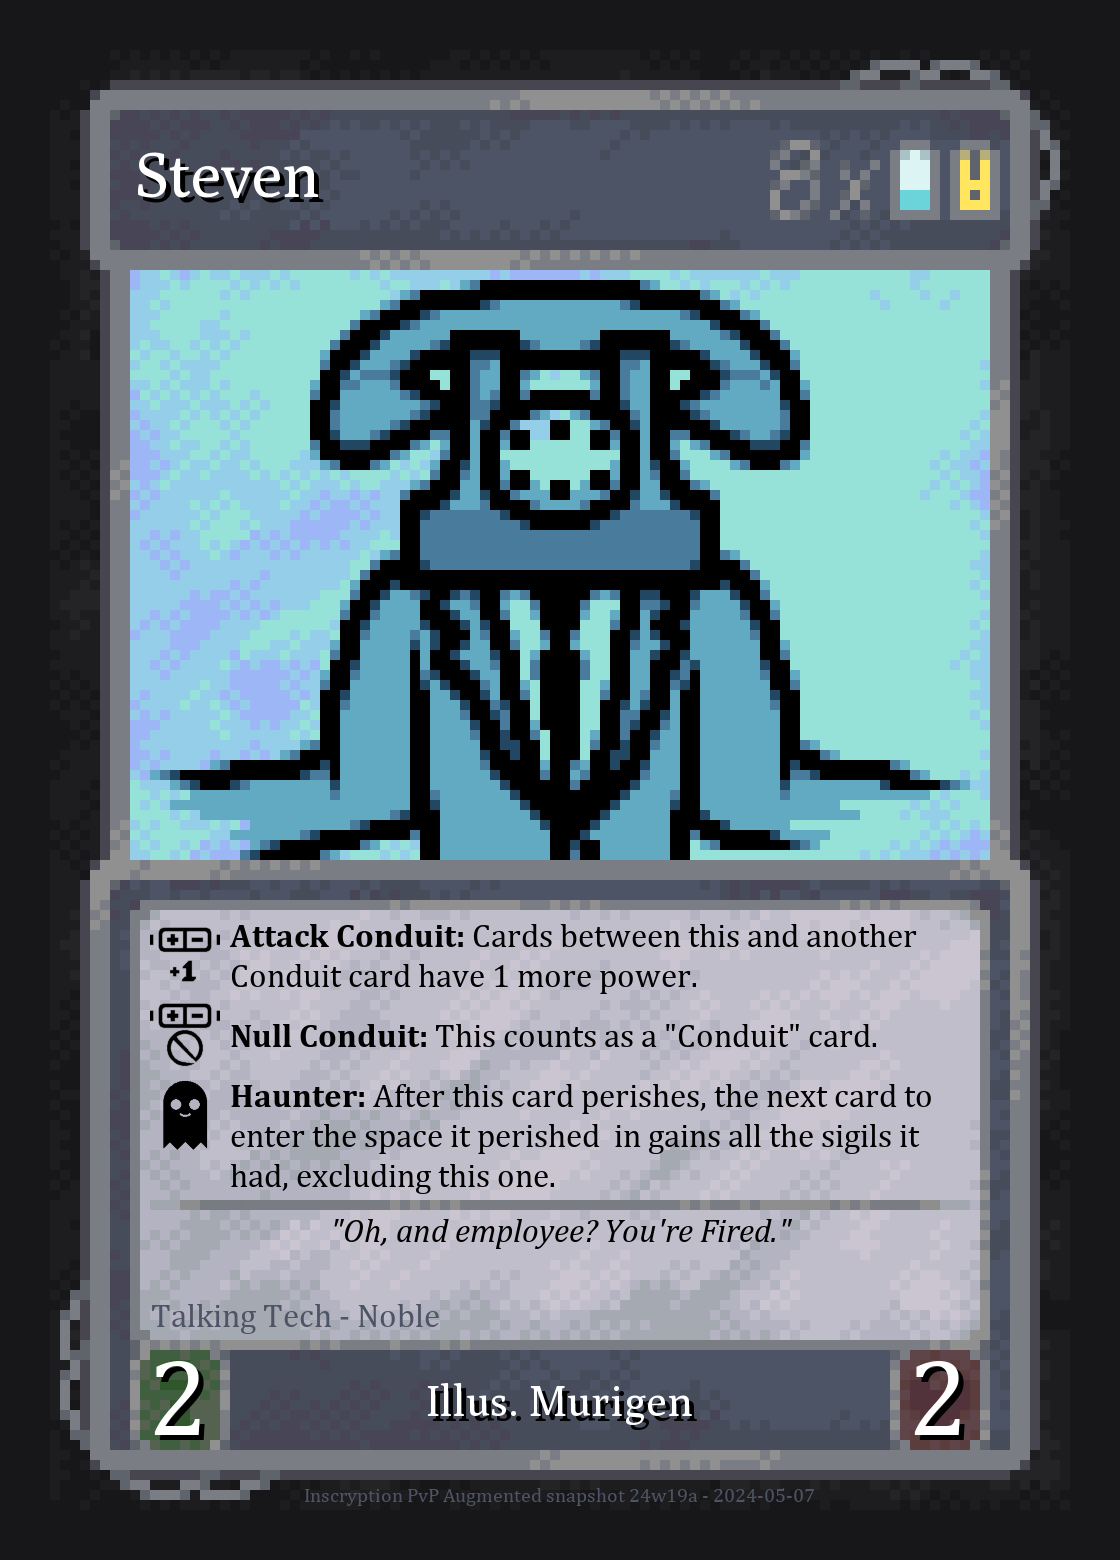 Steven
8x
Attack Conduit: Cards between this and another
+1
Conduit card have 1 more power.
Null Conduit: This counts as a "Conduit" card.
Haunter: After this card perishes, the next card to
enter the space it perished  in gains all the sigils it
had, excluding this one.
"Oh, and employee? You're Fired."
Talking Tech - Noble
2
Illus. Murigen
2
Inscryption PvP Augmented snapshot 24w19a - 2024-05-07